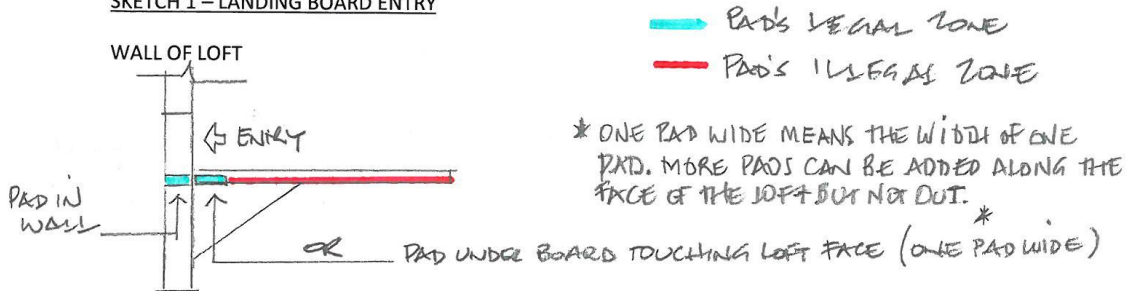 SKETCH 1 – LANDING BOARD ENTRY
PAD'S LEGAL ZONE
WALL OF LOFT
PAD'S ILLEGAL ZONE
ENTRY
* ONE PAD WIDE MEANS THE WIDTH OF ONE
PAD. MORE PADS CAN BE ADDED ALONG THE
FACE OF THE LOFT BUT NOT OUT.
PAD IN
WALL
OR
PAD UNDER BOARD TOUCHING LOFT FACE (ONE PAD WIDE) *